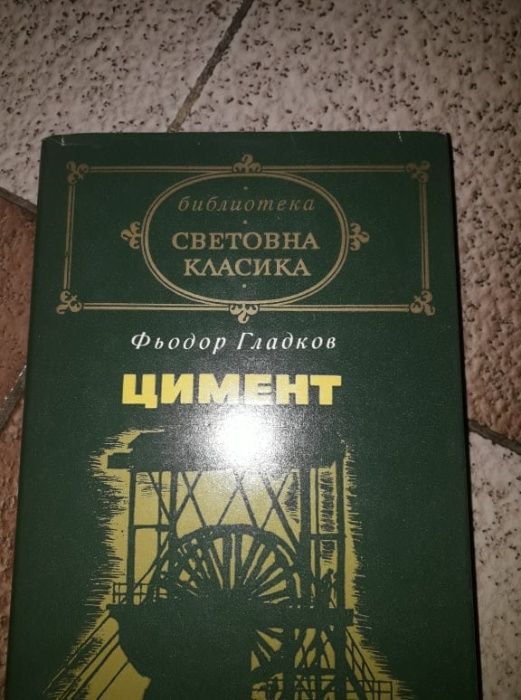 библиотека
СВЕТОВНА
КЛАСИКА
Фьодор Гладков
ЦИМЕНТ